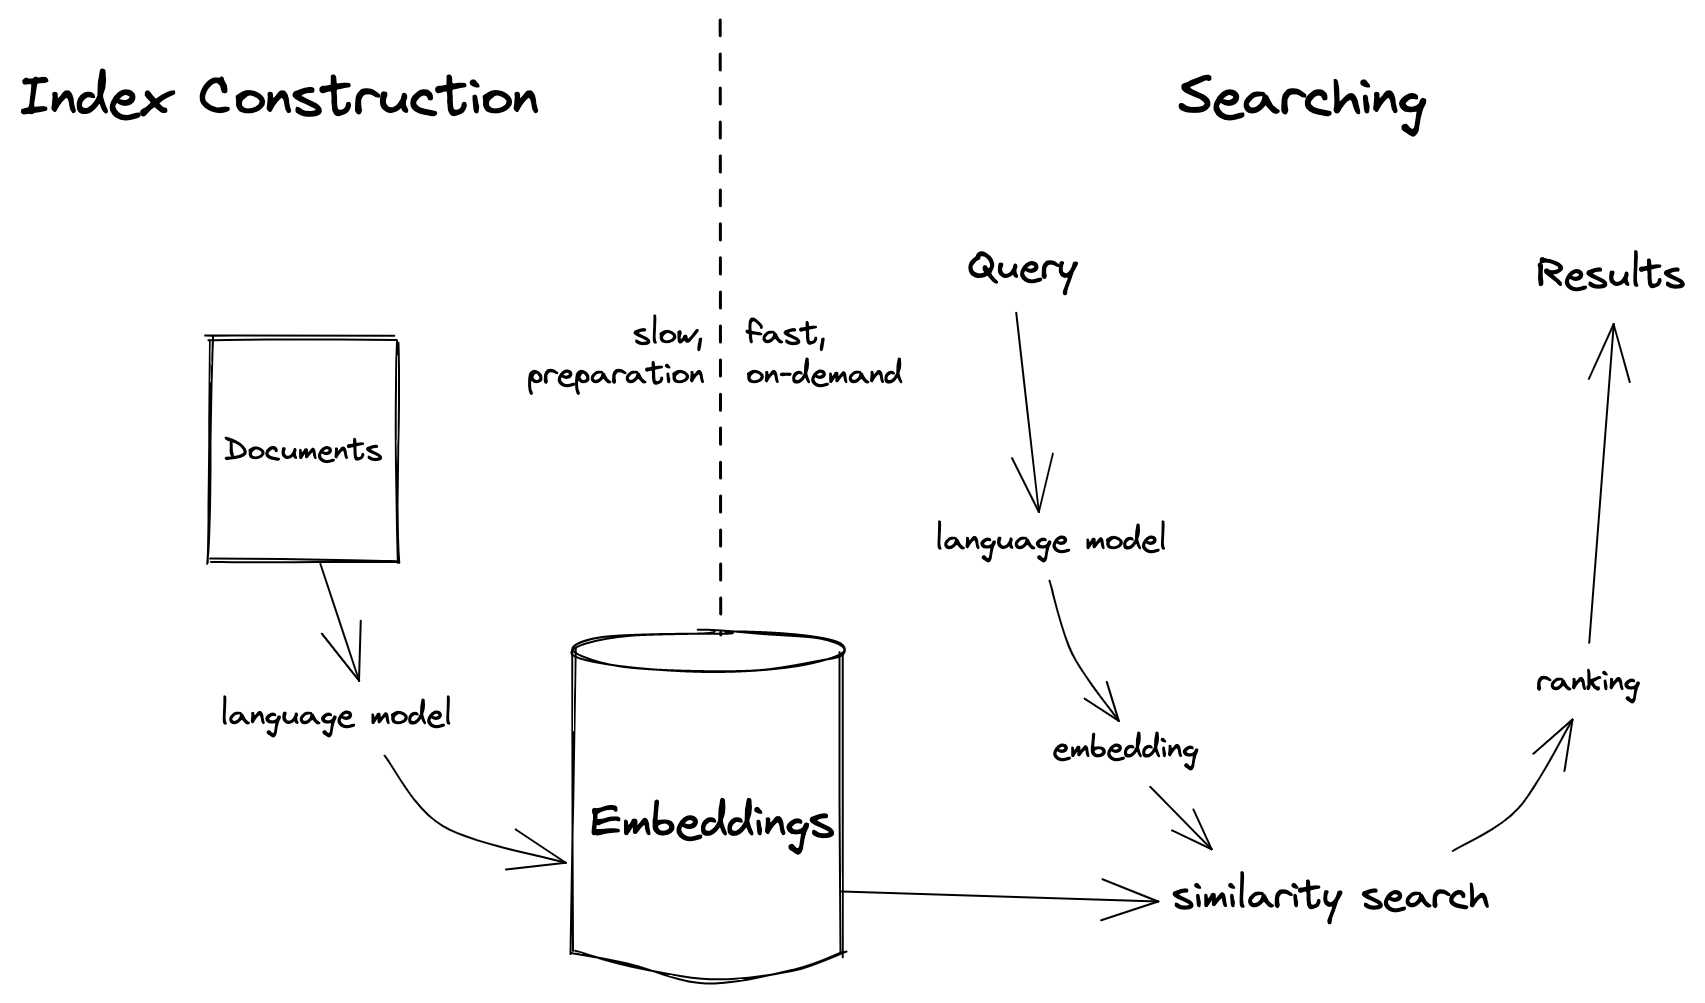 Index Construction
Searching
slow,
preparation
fast,
on-demand
Documents
language model
Embeddings
Query
language model
embedding
similarity search
ranking
Results